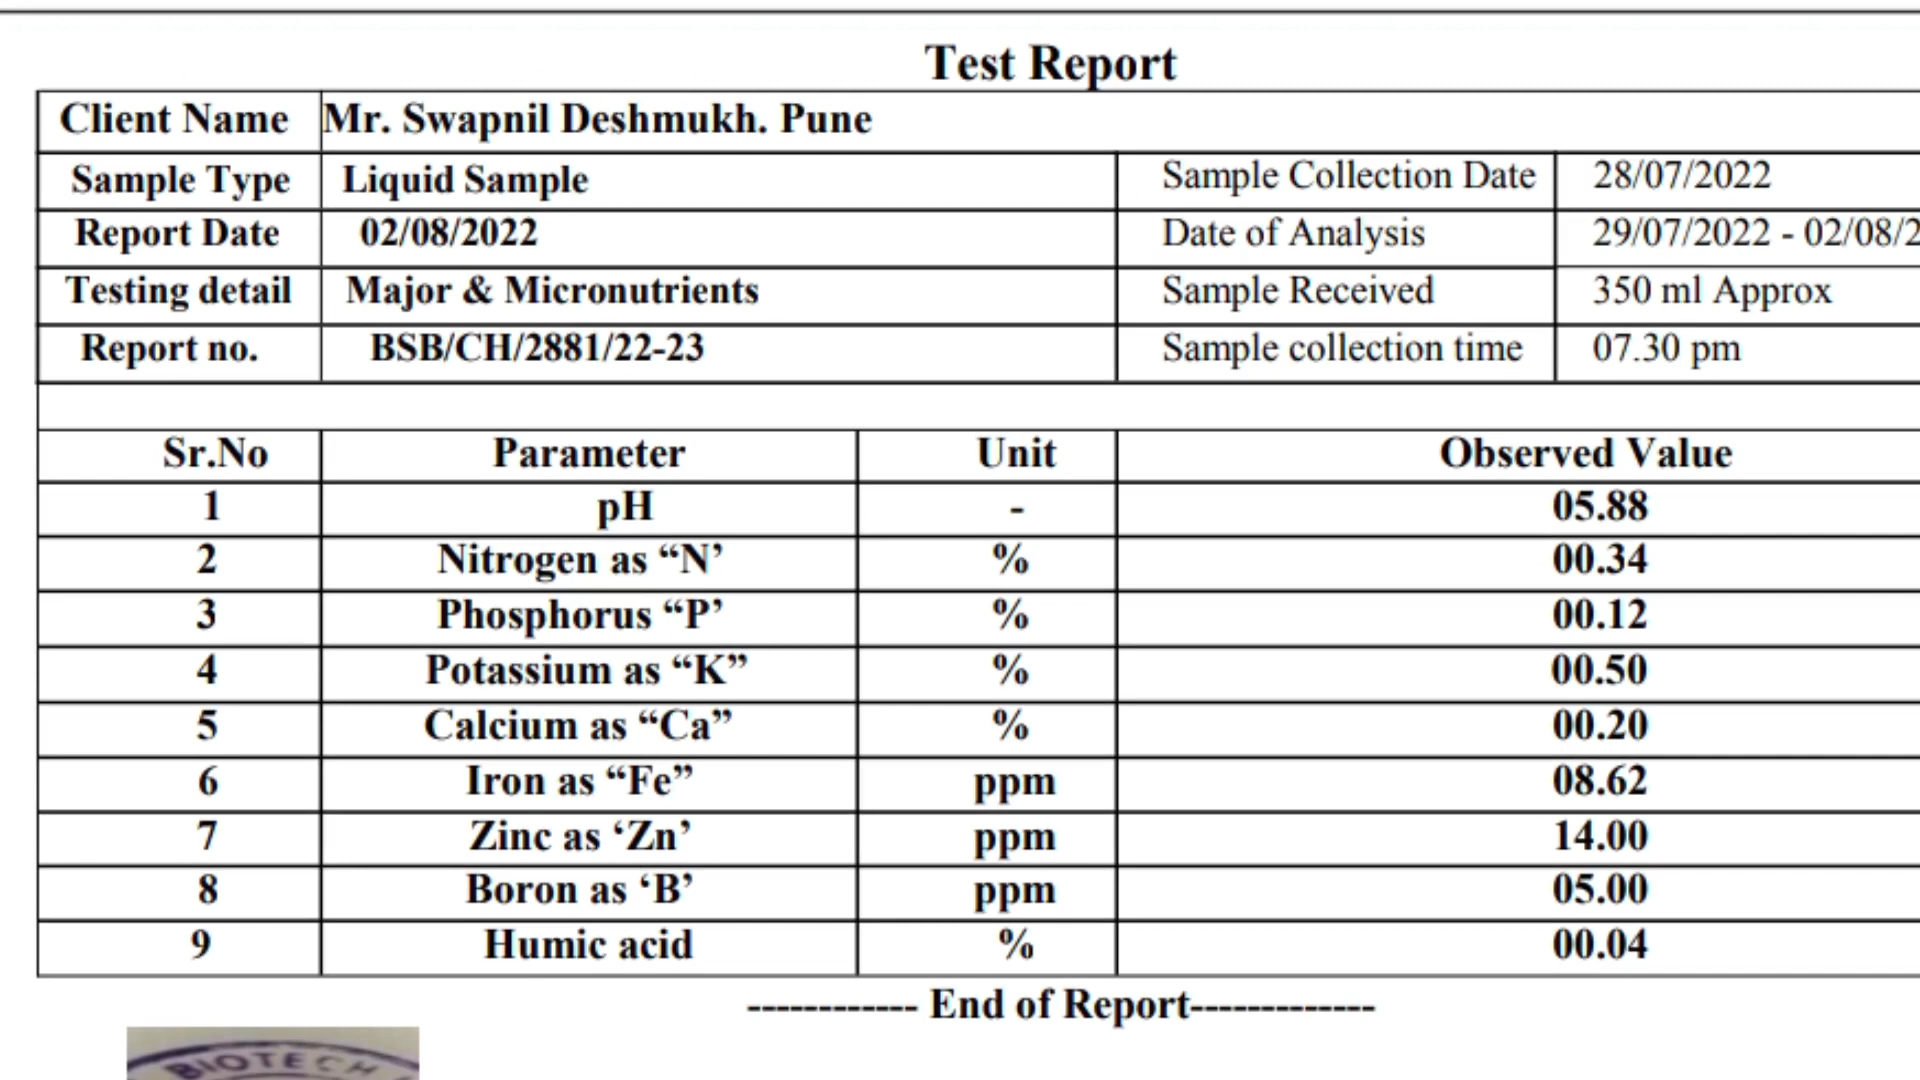 Test Report
Client Name Mr. Swapnil Deshmukh. Pune
Sample Type Liquid Sample Sample Collection Date 28/07/2022
Report Date 02/08/2022 Date of Analysis 29/07/2022 - 02/08/2
Testing detail Major & Micronutrients Sample Received 350 ml Approx
Report no. BSB/CH/2881/22-23 Sample collection time 07.30 pm
Sr.No Parameter Unit Observed Value
1 pH - 05.88
2 Nitrogen as “N’ % 00.34
3 Phosphorus “P’ % 00.12
4 Potassium as “K” % 00.50
5 Calcium as “Ca” % 00.20
6 Iron as “Fe” ppm 08.62
7 Zinc as ‘Zn’ ppm 14.00
8 Boron as ‘B’ ppm 05.00
9 Humic acid % 00.04
------------ End of Report-------------
BIOTECH